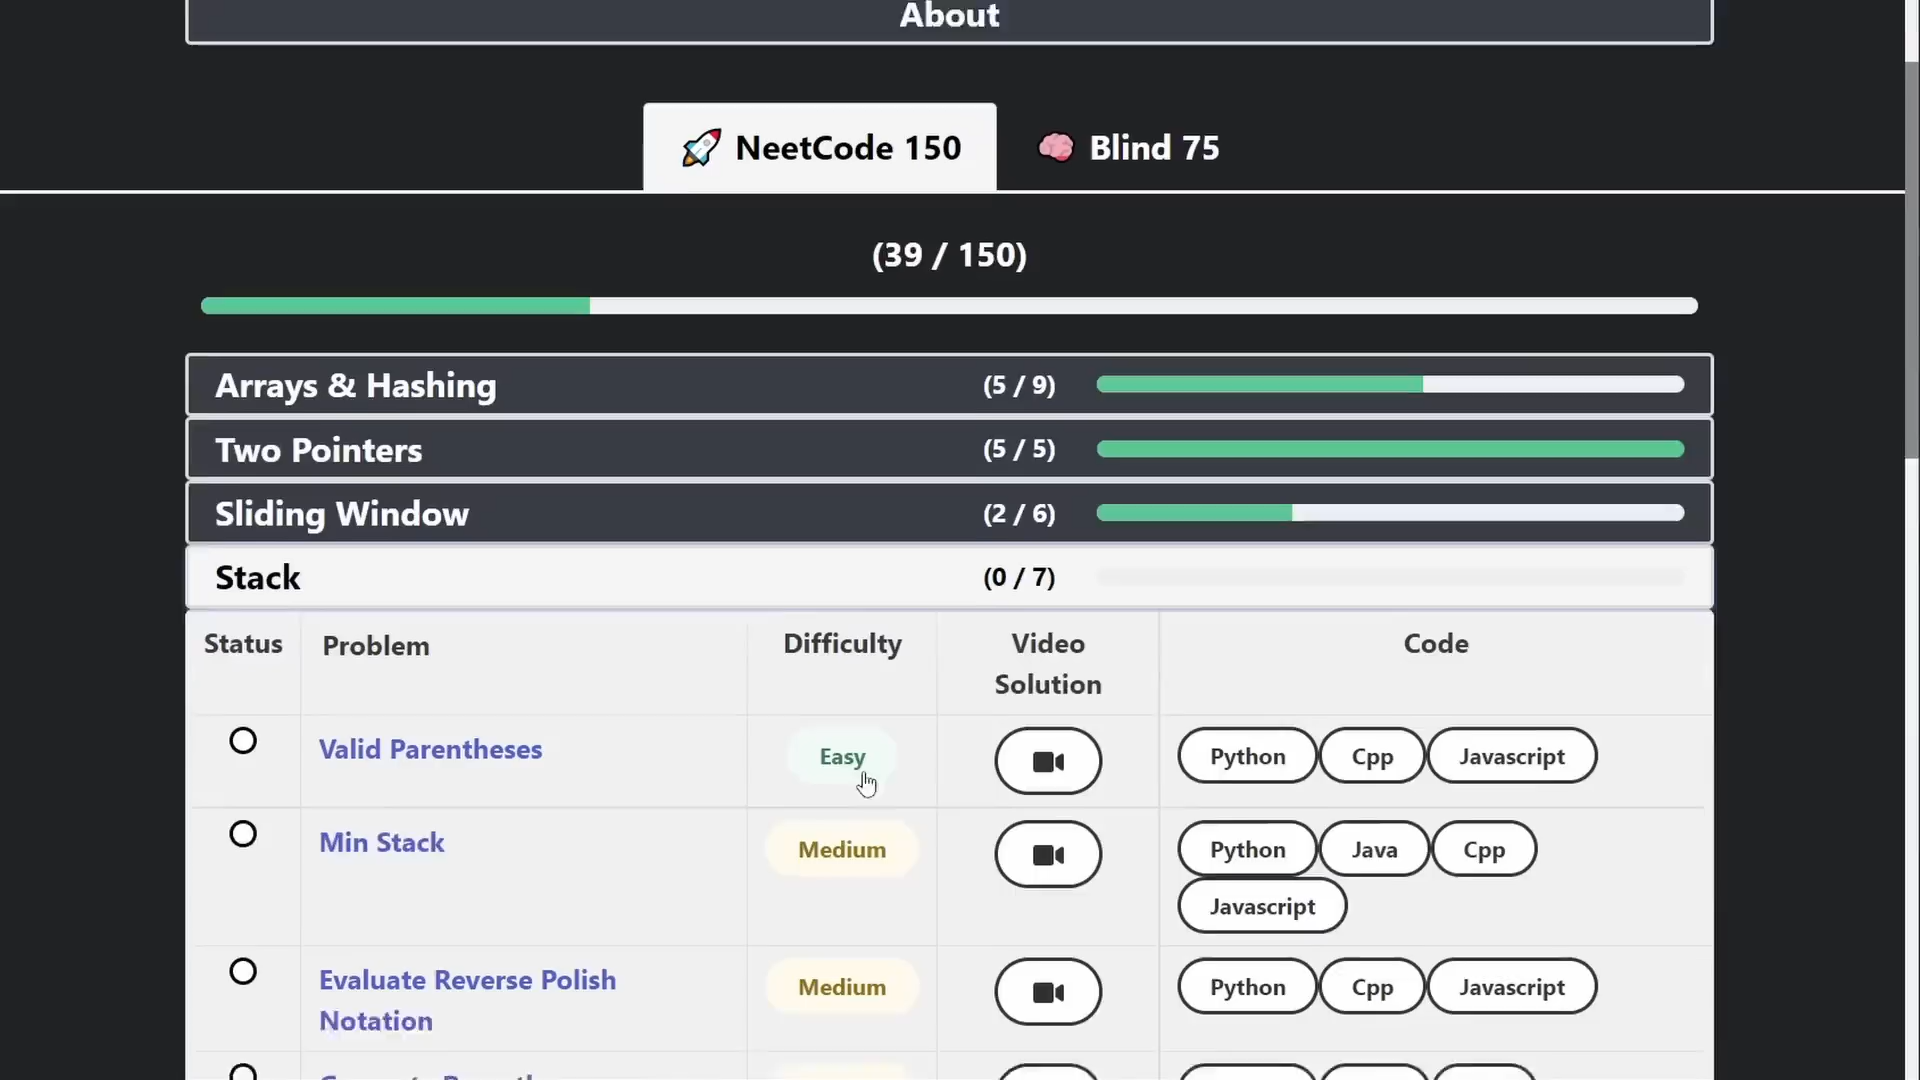 About
NeetCode 150
Blind 75
(39 / 150)
Arrays & Hashing (5 / 9)
Two Pointers (5 / 5)
Sliding Window (2 / 6)
Stack (0 / 7)
Status Problem Difficulty Video Solution Code
Valid Parentheses Easy Python Cpp Javascript
Min Stack Medium Python Java Cpp
Javascript
Evaluate Reverse Polish Medium Python Cpp Javascript
Notation